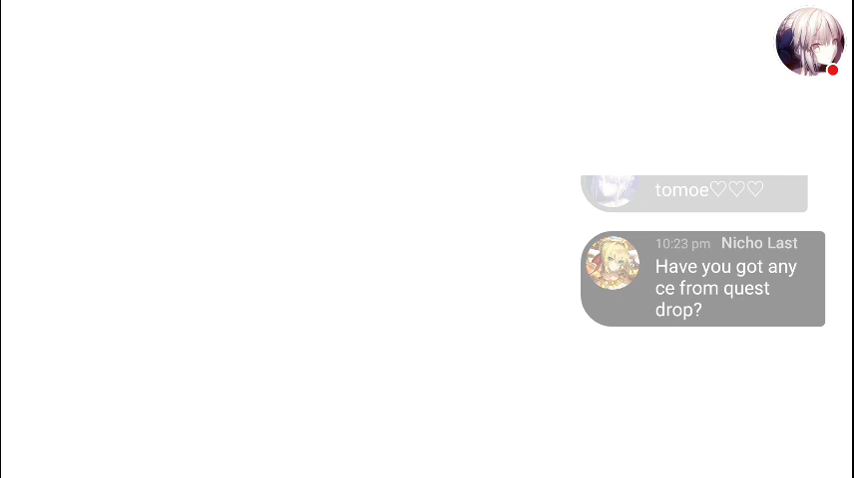 tomoe♡♡♡
10:23 pm Nicho Last
Have you got any
ce from quest
drop?